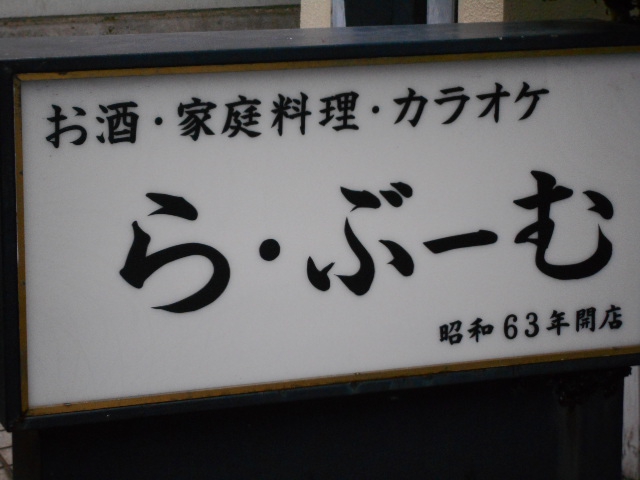 お酒・家庭料理・カラオケ
ら・ぶーむ
昭和63年開店